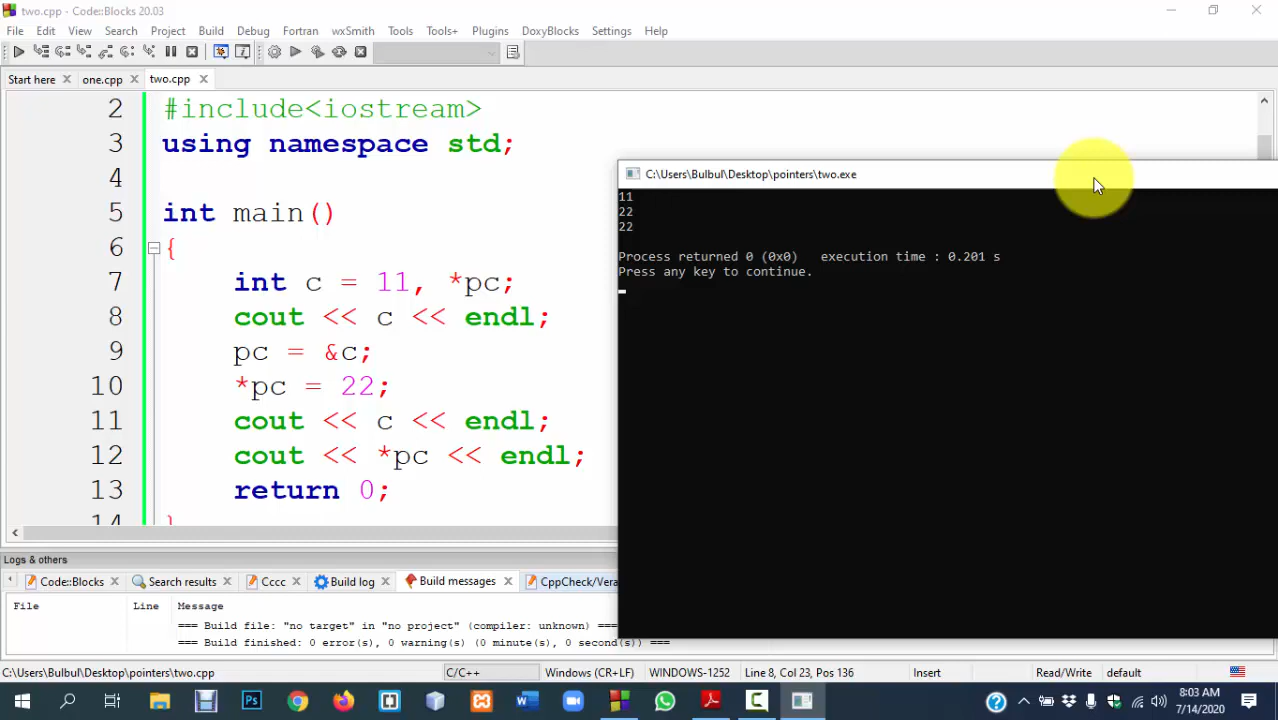 two.cpp - Code::Blocks 20.03
File Edit View Search Project Build Debug Fortran wxSmith Tools Tools+ Plugins DoxyBlocks Settings Help
Start here one.cpp two.cpp
2 #include<iostream>
3 using namespace std;
4
5 int main()
6 {
7 int c = 11, *pc;
8 cout << c << endl;
9 pc = &c;
10 *pc = 22;
11 cout << c << endl;
12 cout << *pc << endl;
13 return 0;
14 }
C:\Users\Bulbul\Desktop\pointers\two.exe
11
22
22
Process returned 0 (0x0) execution time : 0.201 s
Press any key to continue.
Logs & others
Code::Blocks Search results Cccc Build log Build messages CppCheck/Vera
File Line Message
=== Build file: "no target" in "no project" (compiler: unknown) ===
=== Build finished: 0 error(s), 0 warning(s) (0 minute(s), 0 second(s)) ===
C:\Users\Bulbul\Desktop\pointers\two.cpp C/C++ Windows (CR+LF) WINDOWS-1252 Line 8, Col 23, Pos 136 Insert Read/Write default
8:03 AM
7/14/2020